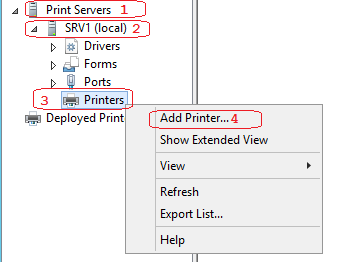 Print Servers 1
SRV1 (local) 2
Drivers
Forms
Ports
3 Printers
Deployed Print
Add Printer... 4
Show Extended View
View
Refresh
Export List...
Help